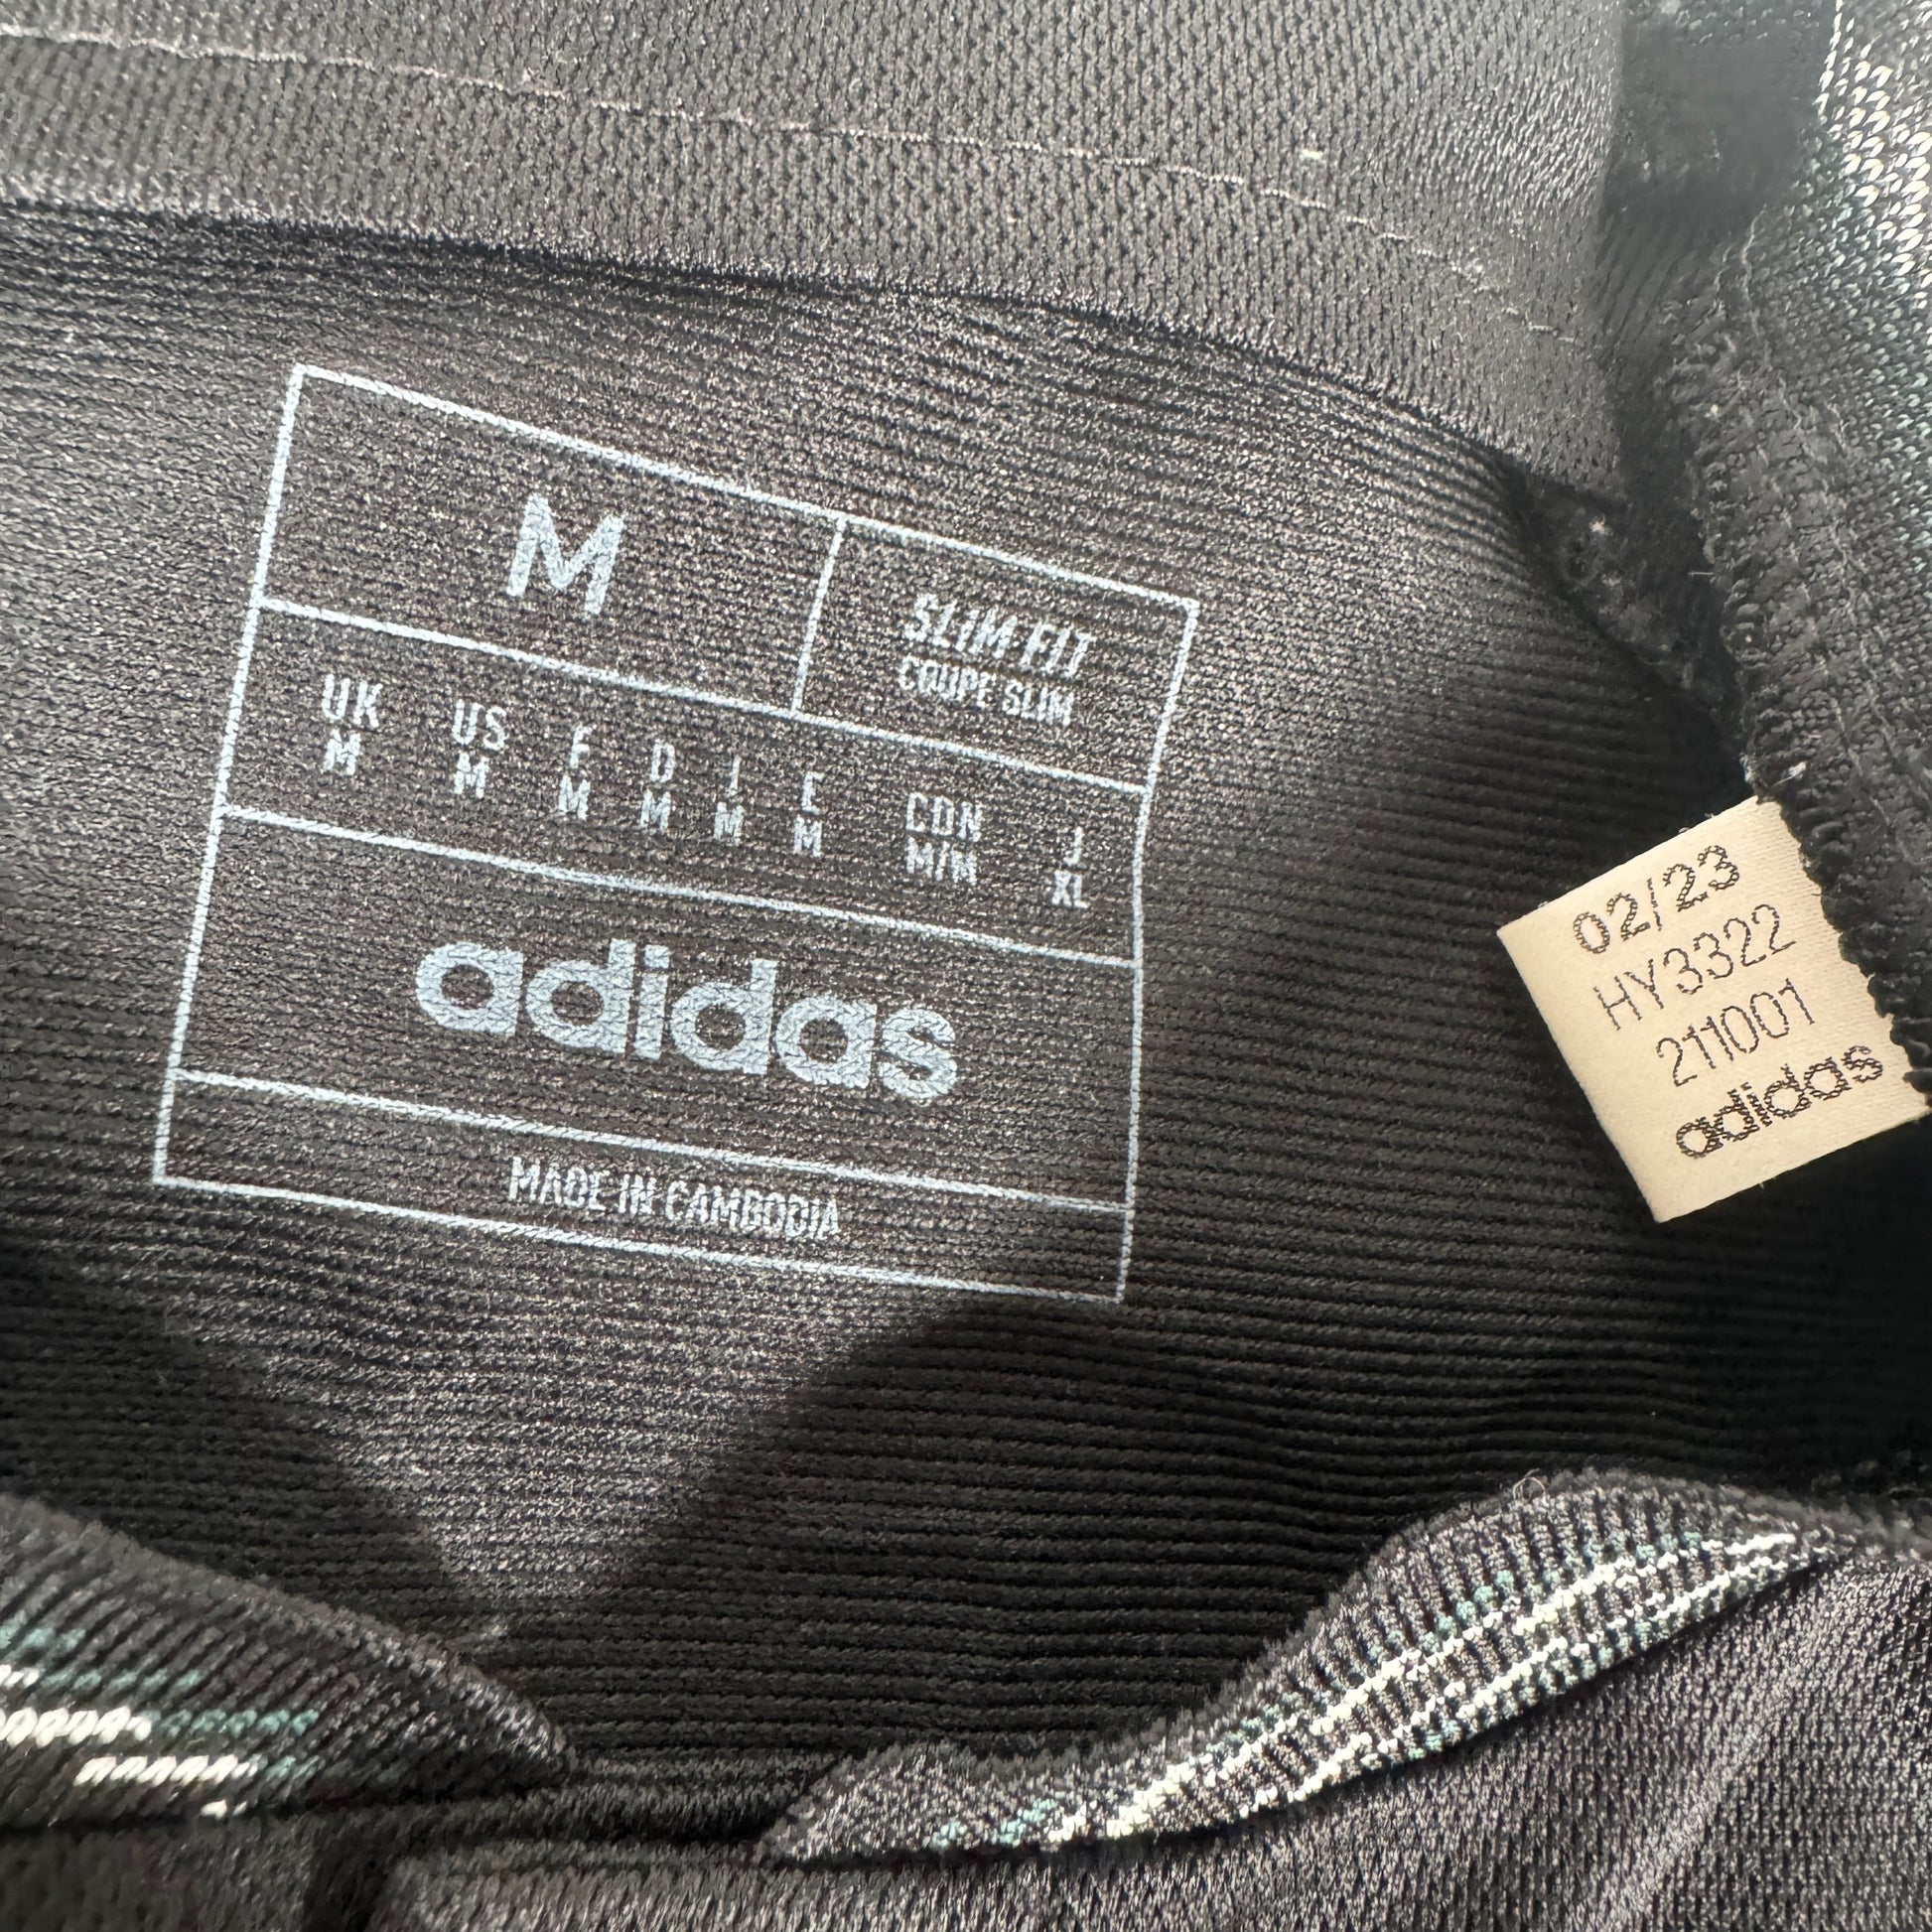 M
SLIM FIT
COUPE SLIM
UK US F D I E CDN J
M M M M M M M/M XL
adidas
MADE IN CAMBODIA
02/23
HY3322
211001
adidas